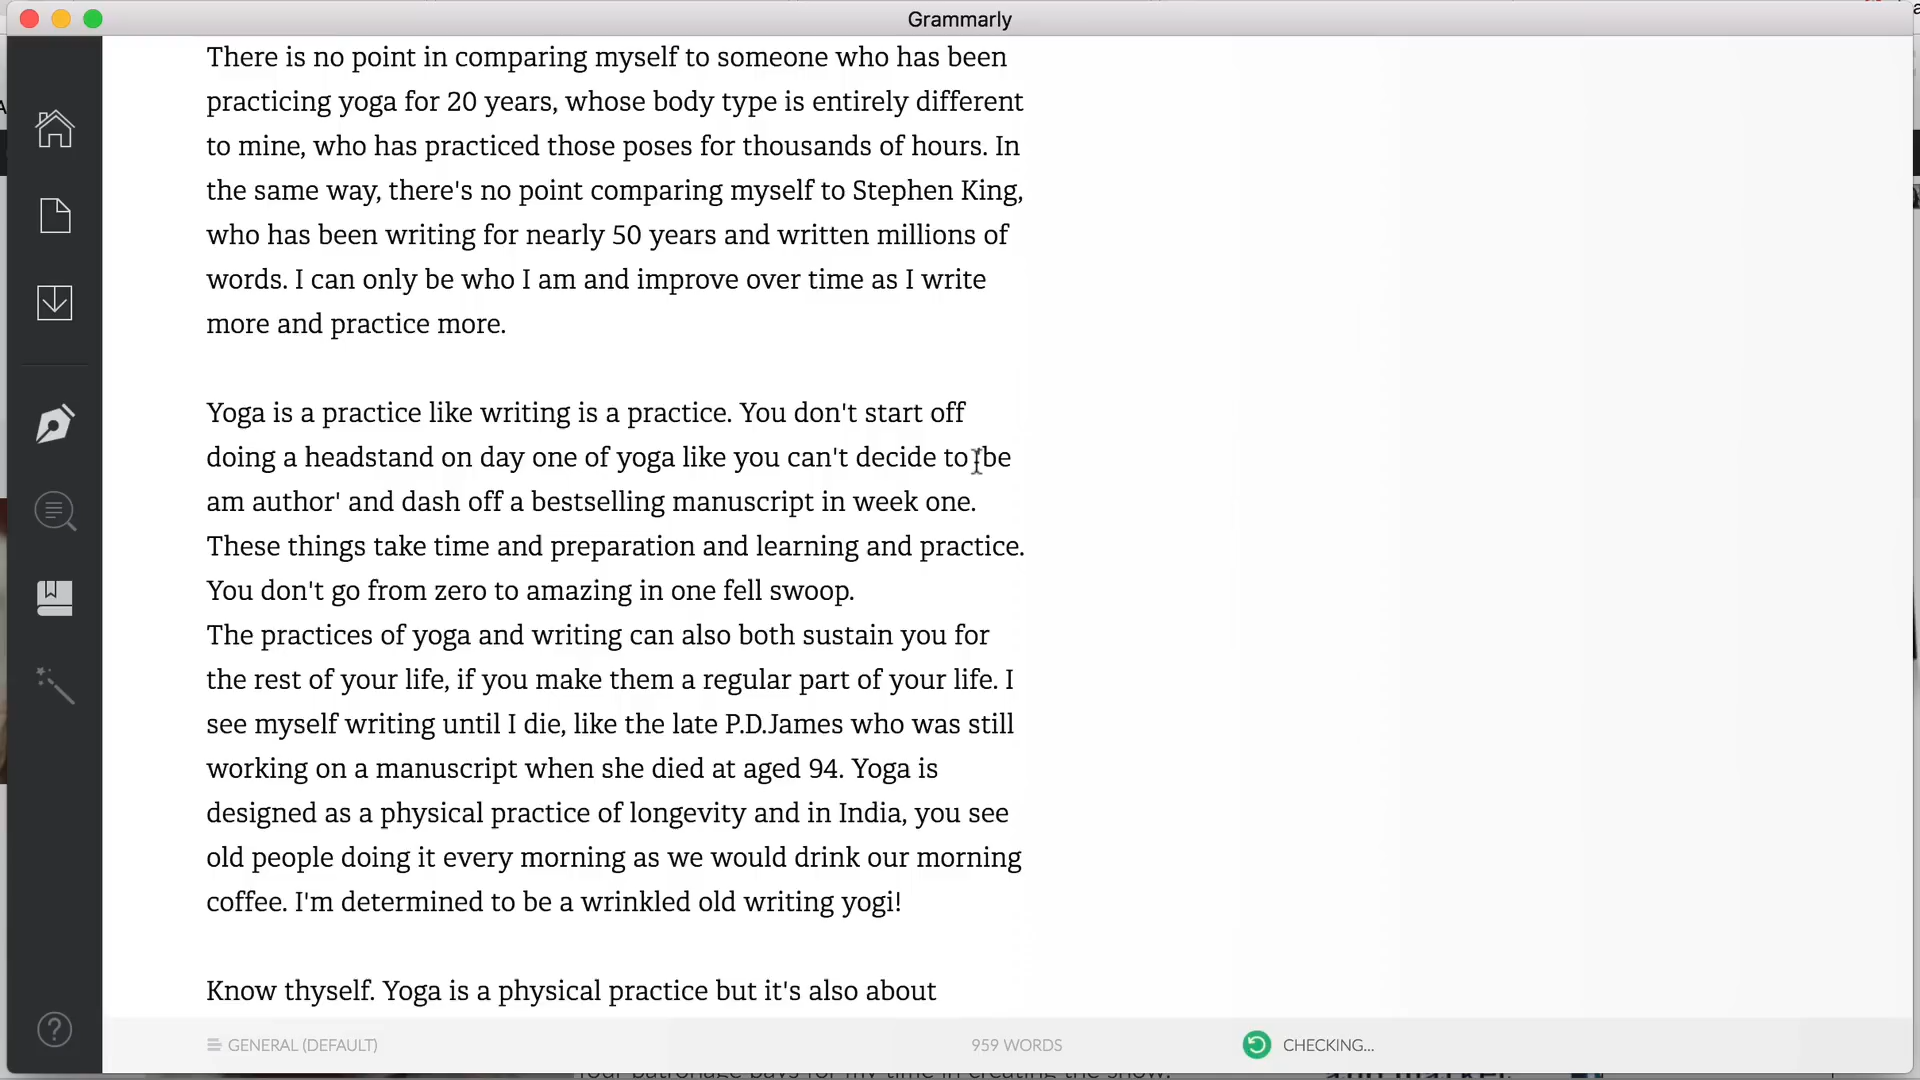 Grammarly
There is no point in comparing myself to someone who has been
practicing yoga for 20 years, whose body type is entirely different
to mine, who has practiced those poses for thousands of hours. In
the same way, there's no point comparing myself to Stephen King,
who has been writing for nearly 50 years and written millions of
words. I can only be who I am and improve over time as I write
more and practice more.
Yoga is a practice like writing is a practice. You don't start off
doing a headstand on day one of yoga like you can't decide to 'be
am author' and dash off a bestselling manuscript in week one.
These things take time and preparation and learning and practice.
You don't go from zero to amazing in one fell swoop.
The practices of yoga and writing can also both sustain you for
the rest of your life, if you make them a regular part of your life. I
see myself writing until I die, like the late P.D.James who was still
working on a manuscript when she died at aged 94. Yoga is
designed as a physical practice of longevity and in India, you see
old people doing it every morning as we would drink our morning
coffee. I'm determined to be a wrinkled old writing yogi!
Know thyself. Yoga is a physical practice but it's also about
GENERAL (DEFAULT)
959 WORDS
CHECKING...